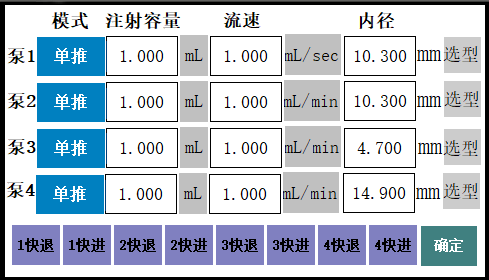 模式 注射容量 流速 内径
泵1 单推 1.000 mL 1.000 mL/sec 10.300 mm 选型
泵2 单推 1.000 mL 1.000 mL/min 10.300 mm 选型
泵3 单推 1.000 mL 1.000 mL/min 4.700 mm 选型
泵4 单推 1.000 mL 1.000 mL/min 14.900 mm 选型
1快退 1快进 2快退 2快进 3快退 3快进 4快退 4快进 确定